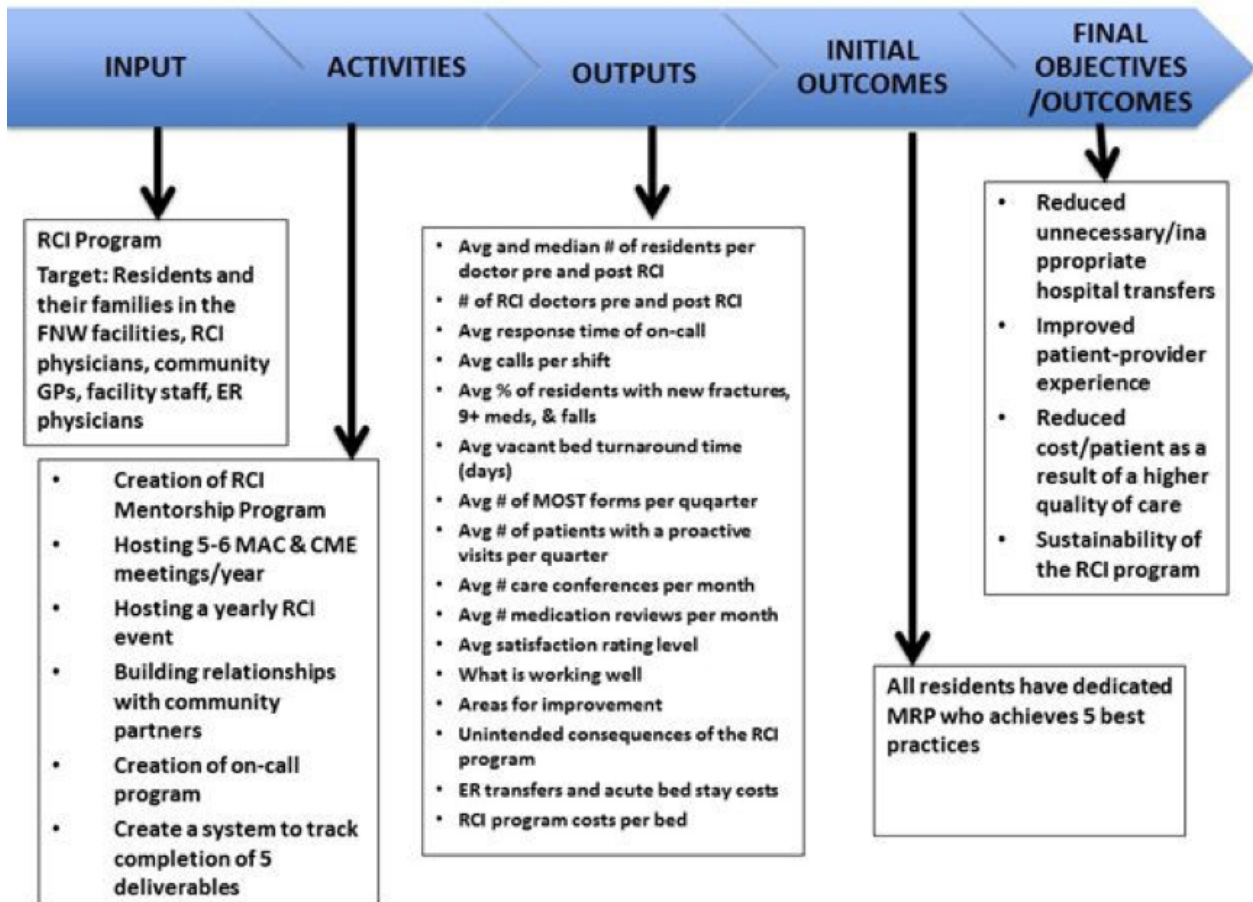 INPUT
ACTIVITIES
OUTPUTS
INITIAL
OUTCOMES
FINAL
OBJECTIVES
/OUTCOMES
RCI Program
Target: Residents and
their families in the
FNW facilities, RCI
physicians, community
GPs, facility staff, ER
physicians
• Creation of RCI
Mentorship Program
• Hosting 5-6 MAC & CME
meetings/year
• Hosting a yearly RCI
event
• Building relationships
with community
partners
• Creation of on-call
program
• Create a system to track
completion of 5
deliverables
• Avg and median # of residents per
doctor pre and post RCI
• # of RCI doctors pre and post RCI
• Avg response time of on-call
• Avg calls per shift
• Avg % of residents with new fractures,
9+ meds, & falls
• Avg vacant bed turnaround time
(days)
• Avg # of MOST forms per quqarter
• Avg # of patients with a proactive
visits per quarter
• Avg # care conferences per month
• Avg # medication reviews per month
• Avg satisfaction rating level
• What is working well
• Areas for improvement
• Unintended consequences of the RCI
program
• ER transfers and acute bed stay costs
• RCI program costs per bed
All residents have dedicated
MRP who achieves 5 best
practices
• Reduced
unnecessary/ina
ppropriate
hospital transfers
• Improved
patient-provider
experience
• Reduced
cost/patient as a
result of a higher
quality of care
• Sustainability of
the RCI program